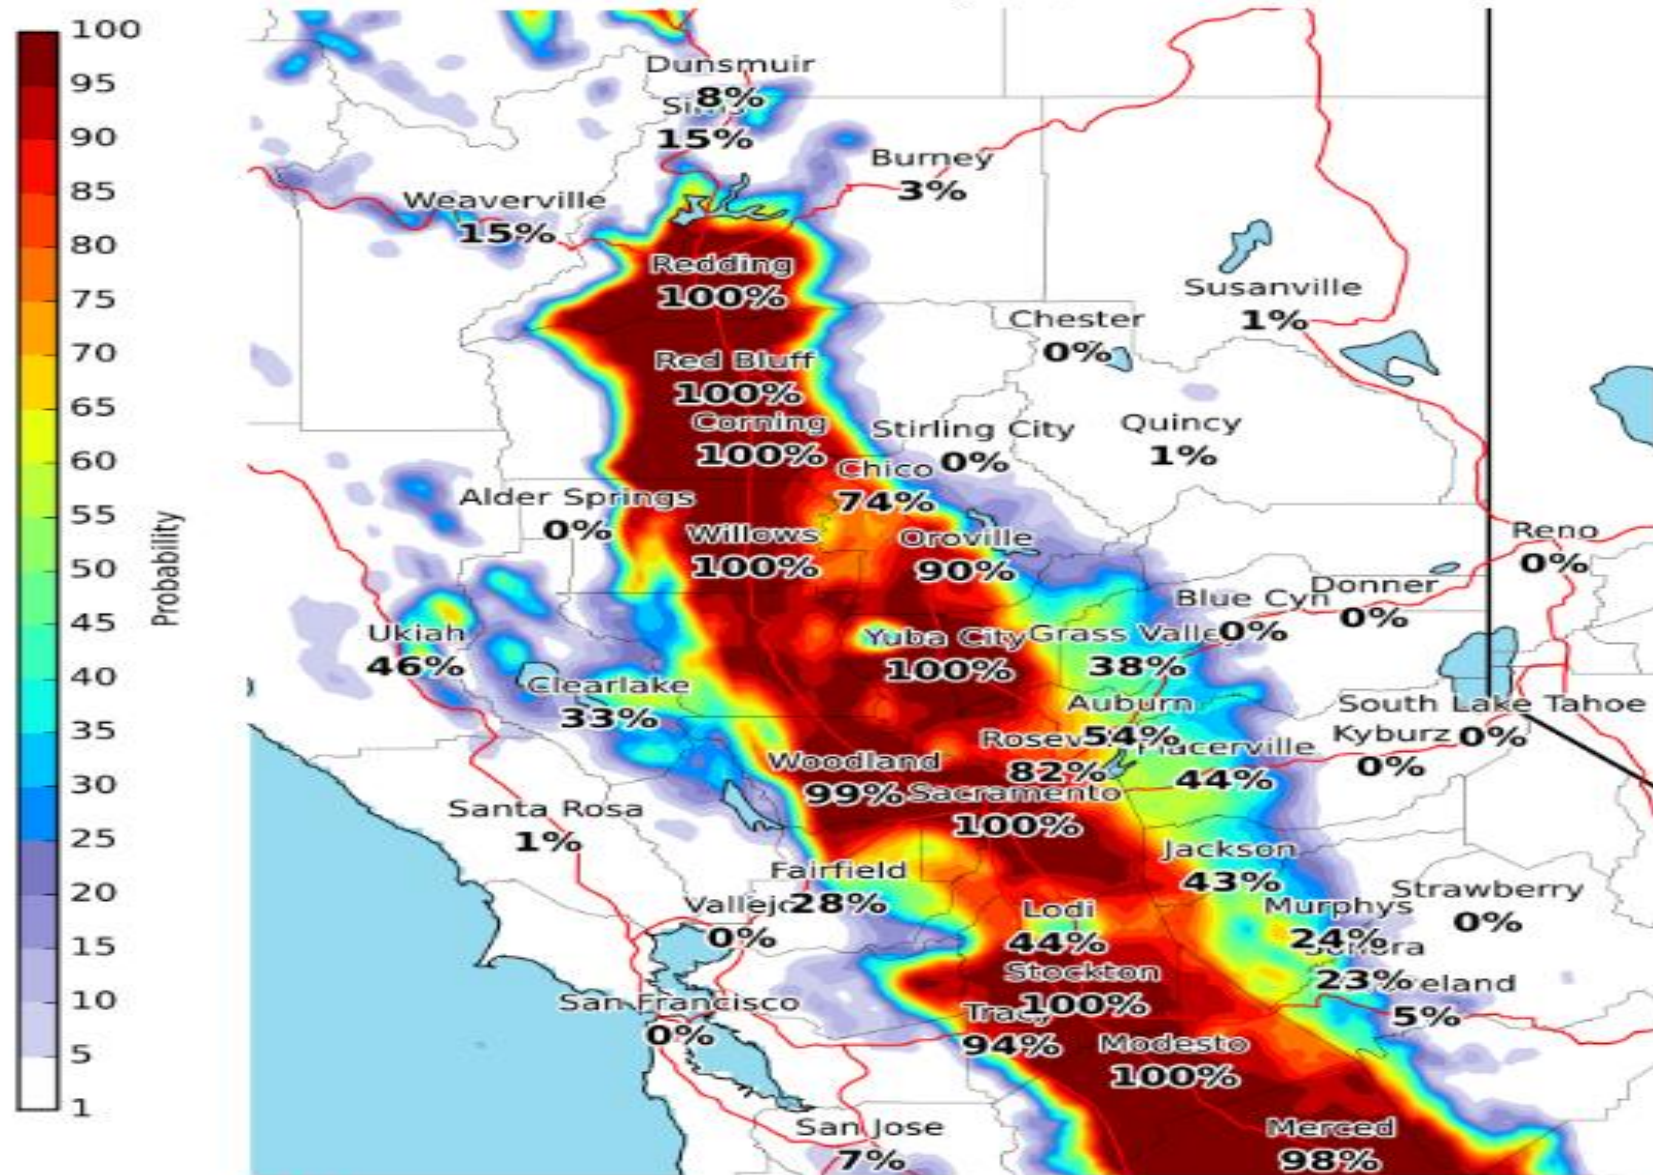 100
95
90
85
80
75
70
65
60
55
50
45
40
35
30
25
20
15
10
5
1
Probability
Dunsmuir
8%
15%
Burney
3%
Weaverville
15%
Redding
100%
Susanville
1%
Chester
0%
Red Bluff
100%
Corning
100%
Stirling City
0%
Quincy
1%
Chico
74%
Alder Springs
0%
Willows
100%
Oroville
90%
Reno
0%
Donner
0%
Blue Cyn
0%
Ukiah
46%
Yuba City
100%
Grass Valley
38%
Clearlake
33%
Auburn
54%
South Lake Tahoe
0%
Kyburz
0%
Placerville
44%
82%
Woodland
99%
Sacramento
100%
Santa Rosa
1%
Jackson
43%
Fairfield
28%
Strawberry
0%
Vallejo
0%
Lodi
44%
Murphys
24%
23%
Stockton
100%
5%
San Francisco
0%
Tracy
94%
Modesto
100%
San Jose
7%
Merced
98%